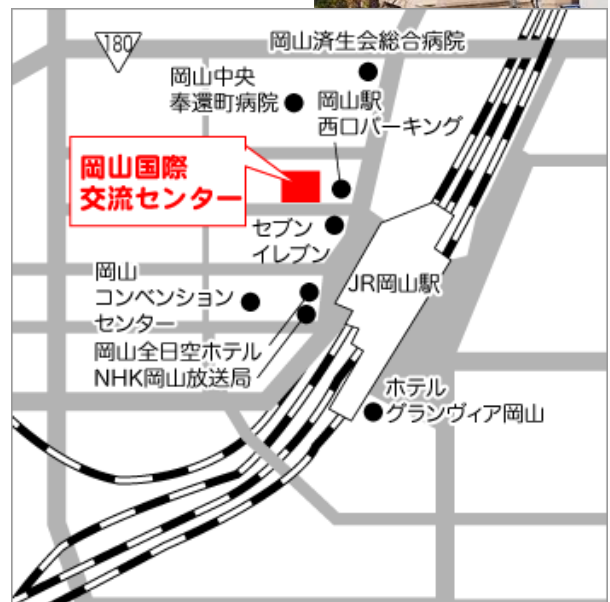 180
岡山済生会総合病院
岡山中央
奉還町病院
岡山駅
西口パーキング
岡山国際
交流センター
セブン
イレブン
岡山
コンベンション
センター
JR岡山駅
岡山全日空ホテル
NHK岡山放送局
ホテル
グランヴィア岡山